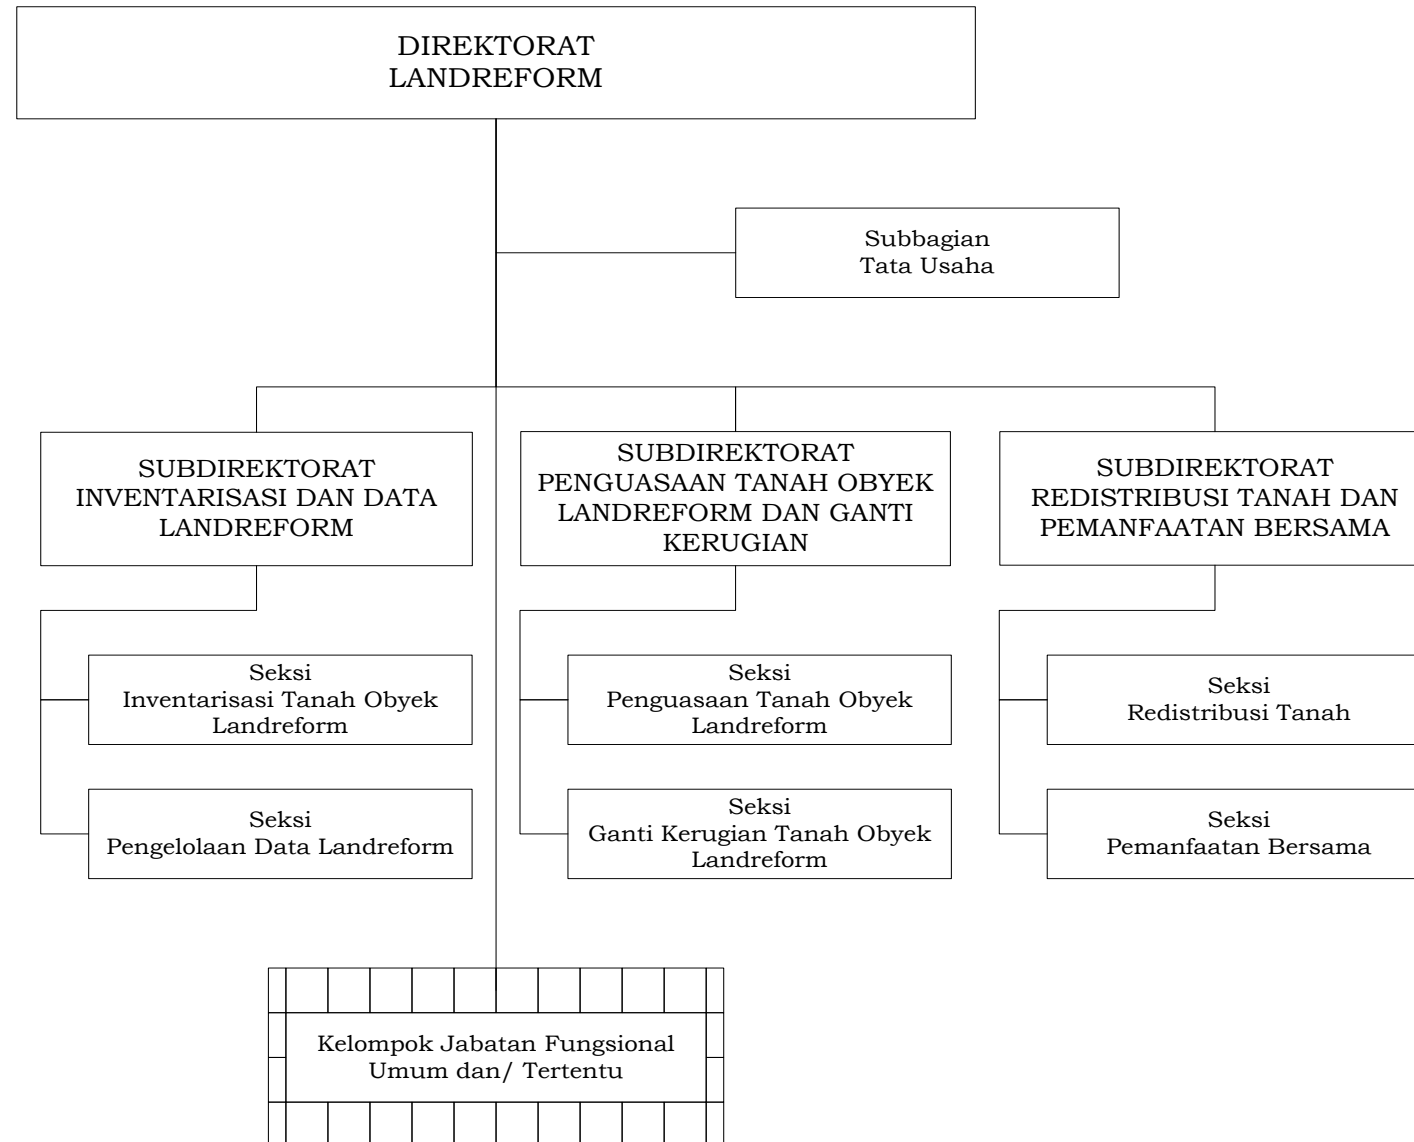 DIREKTORAT
LANDREFORM
Subbagian
Tata Usaha
SUBDIREKTORAT
INVENTARISASI DAN DATA
LANDREFORM
SUBDIREKTORAT
PENGUASAAN TANAH OBYEK
LANDREFORM DAN GANTI
KERUGIAN
SUBDIREKTORAT
REDISTRIBUSI TANAH DAN
PEMANFAATAN BERSAMA
Seksi
Inventarisasi Tanah Obyek
Landreform
Seksi
Penguasaan Tanah Obyek
Landreform
Seksi
Redistribusi Tanah
Seksi
Pengelolaan Data Landreform
Seksi
Ganti Kerugian Tanah Obyek
Landreform
Seksi
Pemanfaatan Bersama
Kelompok Jabatan Fungsional
Umum dan/ Tertentu